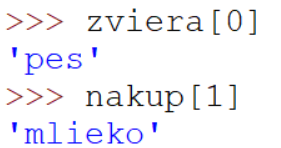 >>> zviera[0]
'pes'
>>> nakup[1]
'mlieko'